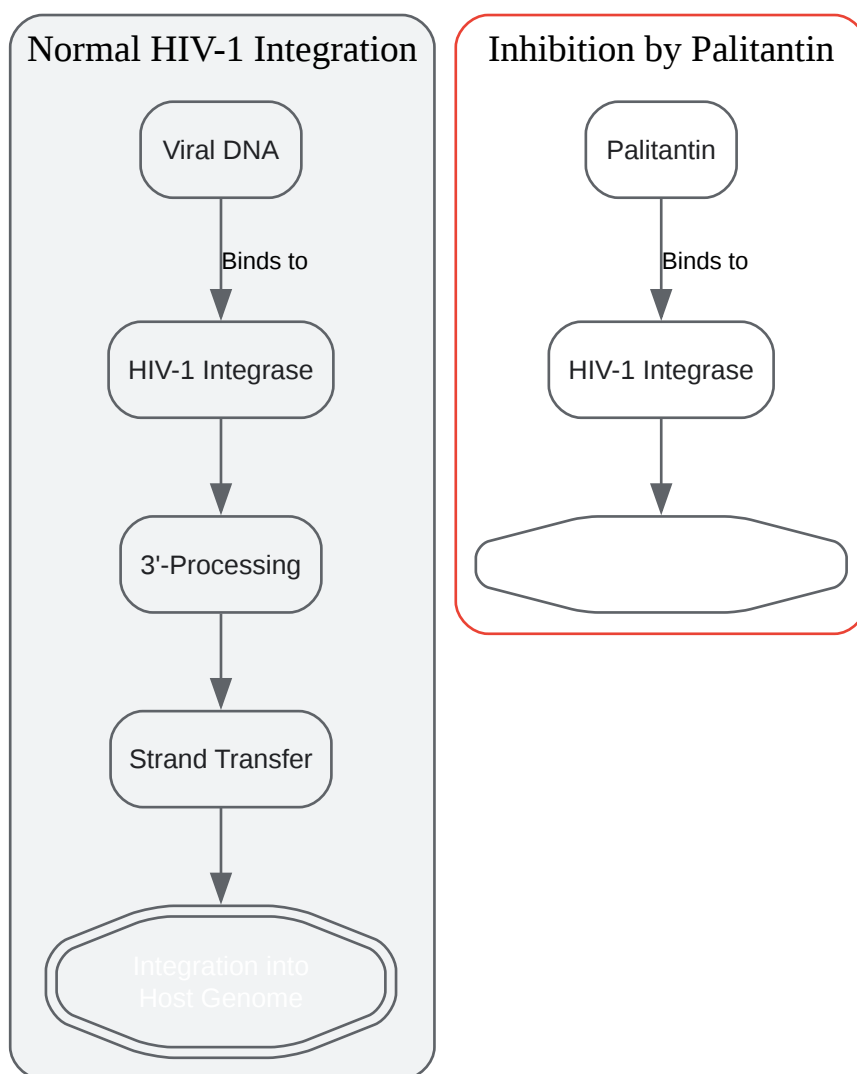 Normal HIV-1 Integration
Viral DNA
Binds to
HIV-1 Integrase
3'-Processing
Strand Transfer
Integration into
Host Genome
Inhibition by Palitantin
Palitantin
Binds to
HIV-1 Integrase